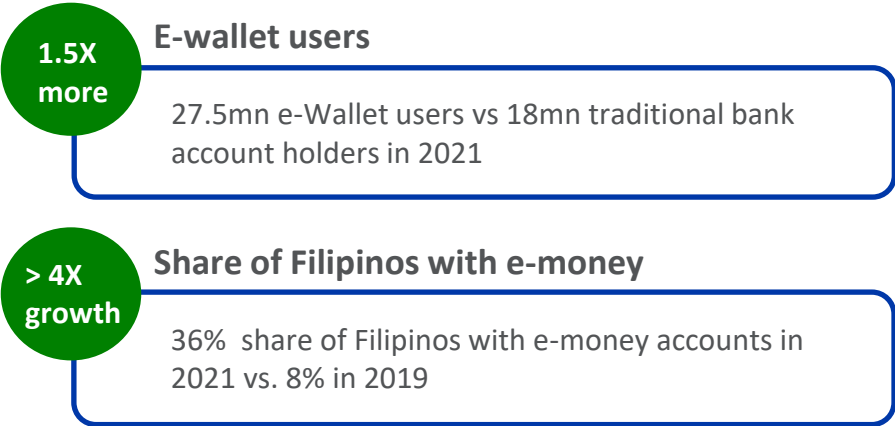 1.5X
more
E-wallet users
27.5mn e-Wallet users vs 18mn traditional bank
account holders in 2021
> 4X
growth
Share of Filipinos with e-money
36% share of Filipinos with e-money accounts in
2021 vs. 8% in 2019